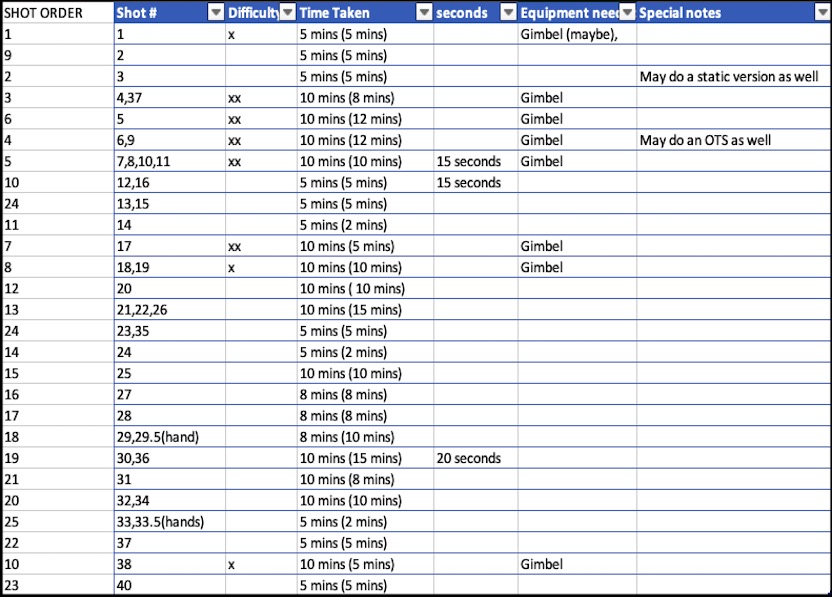 SHOT ORDER Shot # Difficulty Time Taken seconds Equipment nee Special notes
1 1 x 5 mins (5 mins) Gimbel (maybe),
9 2 5 mins (5 mins)
2 3 5 mins (5 mins) May do a static version as well
3 4,37 xx 10 mins (8 mins) Gimbel
6 5 xx 10 mins (12 mins) Gimbel
4 6,9 xx 10 mins (12 mins) Gimbel May do an OTS as well
5 7,8,10,11 xx 10 mins (10 mins) 15 seconds Gimbel
10 12,16 5 mins (5 mins) 15 seconds
24 13,15 5 mins (5 mins)
11 14 5 mins (2 mins)
7 17 xx 10 mins (5 mins) Gimbel
8 18,19 x 10 mins (10 mins) Gimbel
12 20 10 mins ( 10 mins)
13 21,22,26 10 mins (15 mins)
24 23,35 5 mins (5 mins)
14 24 5 mins (2 mins)
15 25 10 mins (10 mins)
16 27 8 mins (8 mins)
17 28 8 mins (8 mins)
18 29,29.5(hand) 8 mins (10 mins)
19 30,36 10 mins (15 mins) 20 seconds
21 31 10 mins (8 mins)
20 32,34 10 mins (10 mins)
25 33,33.5(hands) 5 mins (2 mins)
22 37 5 mins (5 mins)
10 38 x 10 mins (5 mins) Gimbel
23 40 5 mins (5 mins)